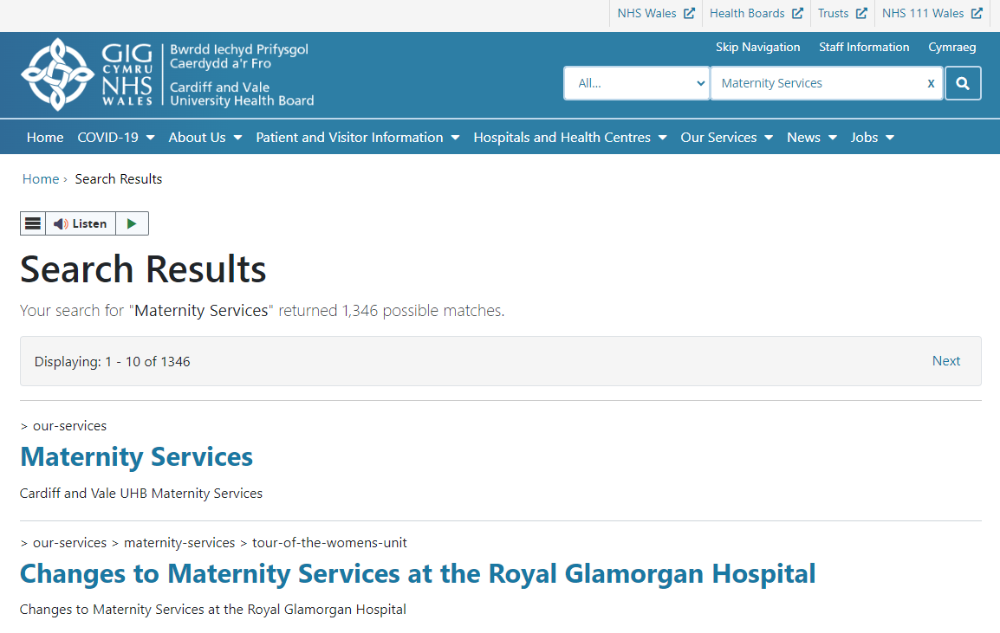 NHS Wales Health Boards Trusts NHS 111 Wales
Skip Navigation Staff Information Cymraeg
GIG
CYMRU
NHS
WALES
Bwrdd Iechyd Prifysgol
Caerdydd a'r Fro
Cardiff and Vale
University Health Board
All... Maternity Services x
Home COVID-19 About Us Patient and Visitor Information Hospitals and Health Centres Our Services News Jobs
Home › Search Results
Listen
Search Results
Your search for "Maternity Services" returned 1,346 possible matches.
Displaying: 1 - 10 of 1346 Next
> our-services
Maternity Services
Cardiff and Vale UHB Maternity Services
> our-services > maternity-services > tour-of-the-womens-unit
Changes to Maternity Services at the Royal Glamorgan Hospital
Changes to Maternity Services at the Royal Glamorgan Hospital